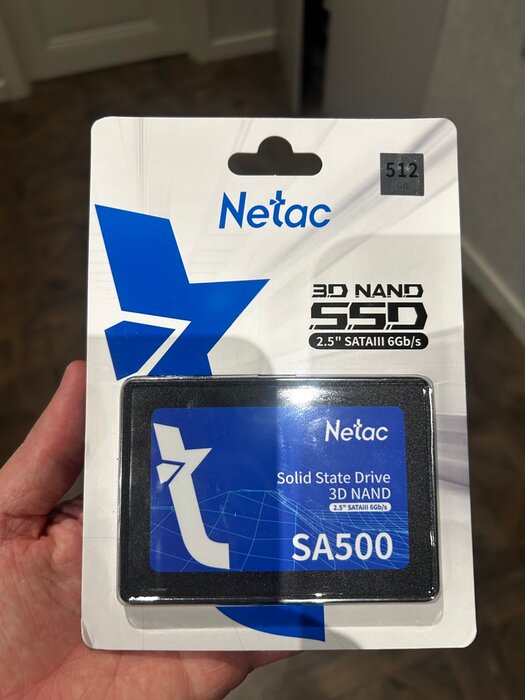 512
GB
Netac
3D NAND
SSD
2.5" SATAIII 6Gb/s
Netac
Solid State Drive
3D NAND
2.5" SATAIII 6Gb/s
SA500